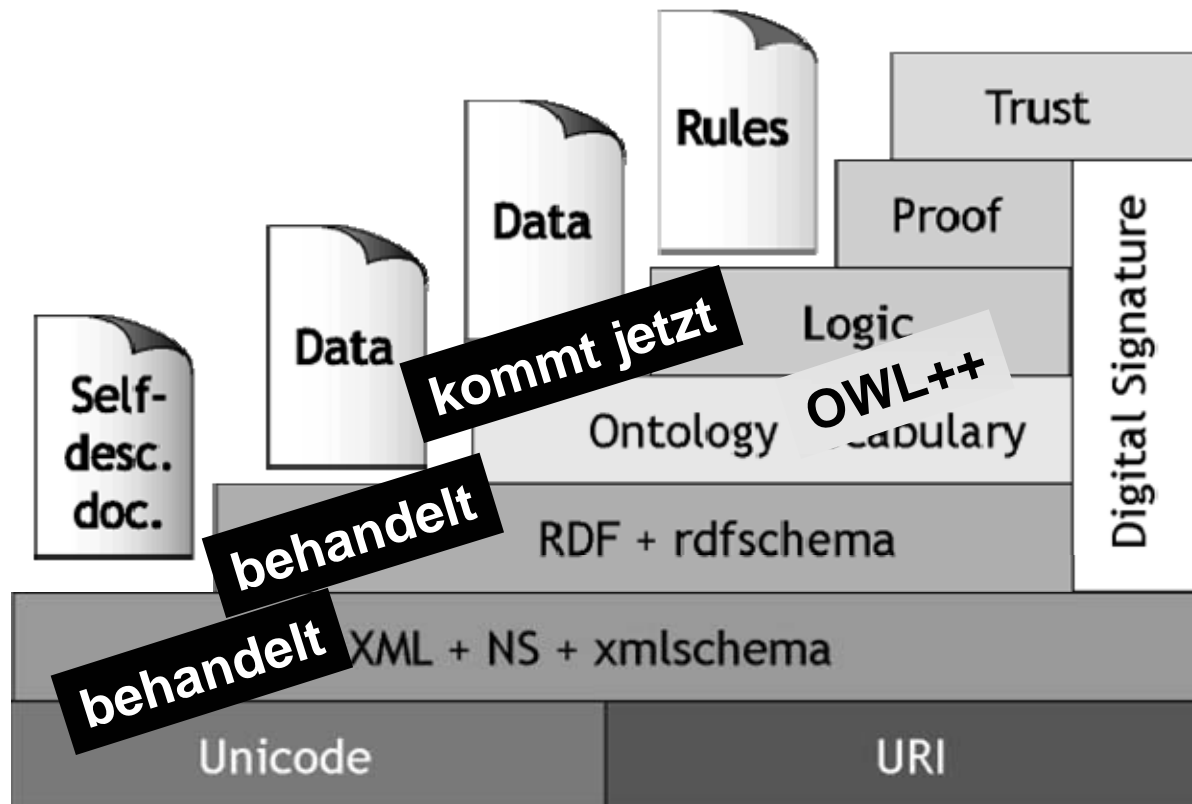 Trust
Rules
Proof
Data
Digital Signature
kommt jetzt
Logic
Data
OWL++
Self-
desc.
doc.
Ontology cabulary
behandelt
RDF + rdfschema
behandelt
XML + NS + xmlschema
Unicode
URI